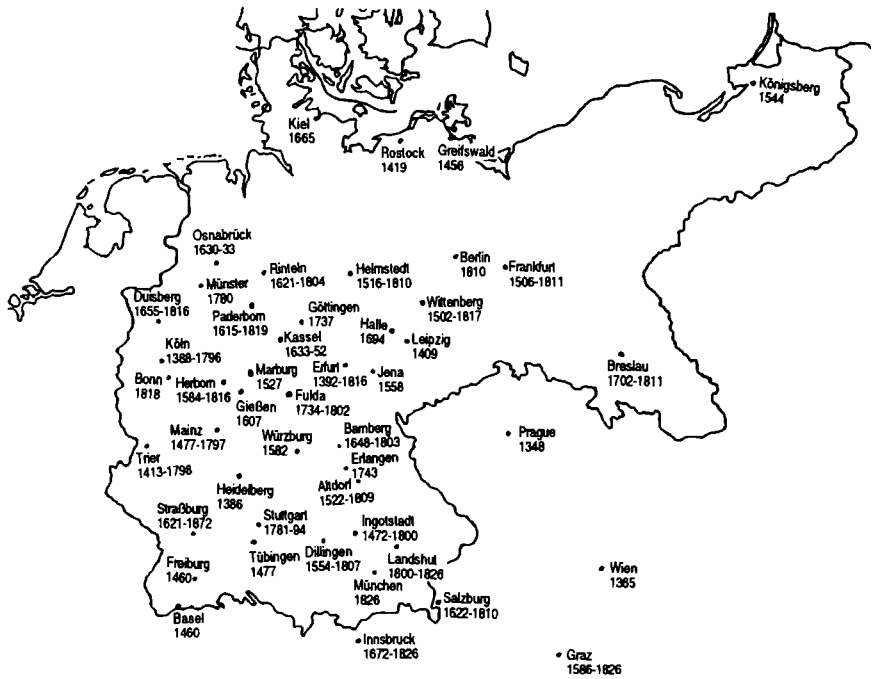 Königsberg
1544
Kiel
1665
Rostock
1419
Greifswald
1456
Osnabrück
1630-33
Münster
1780
Rinteln
1621-1804
Helmstedt
1516-1810
Berlin
1810
Frankfurt
1506-1811
Duisberg
1655-1816
Paderborn
1615-1819
Göttingen
1737
Wittenberg
1502-1817
Halle
1694
Leipzig
1409
Kassel
1633-52
Köln
1388-1796
Bonn
1818
Herborn
1584-1816
Marburg
1527
Erfurt
1392-1816
Jena
1558
Breslau
1702-1811
Gießen
1607
Fulda
1734-1802
Mainz
1477-1797
Würzburg
1582
Bamberg
1648-1803
Prague
1348
Trier
1413-1798
Erlangen
1743
Heidelberg
1386
Altdorf
1522-1809
Straßburg
1621-1872
Stuttgart
1781-94
Ingotstadt
1472-1800
Freiburg
1460
Tübingen
1477
Dillingen
1554-1807
Landshut
1800-1826
Wien
1365
München
1826
Basel
1460
Salzburg
1622-1810
Innsbruck
1672-1826
Graz
1586-1826